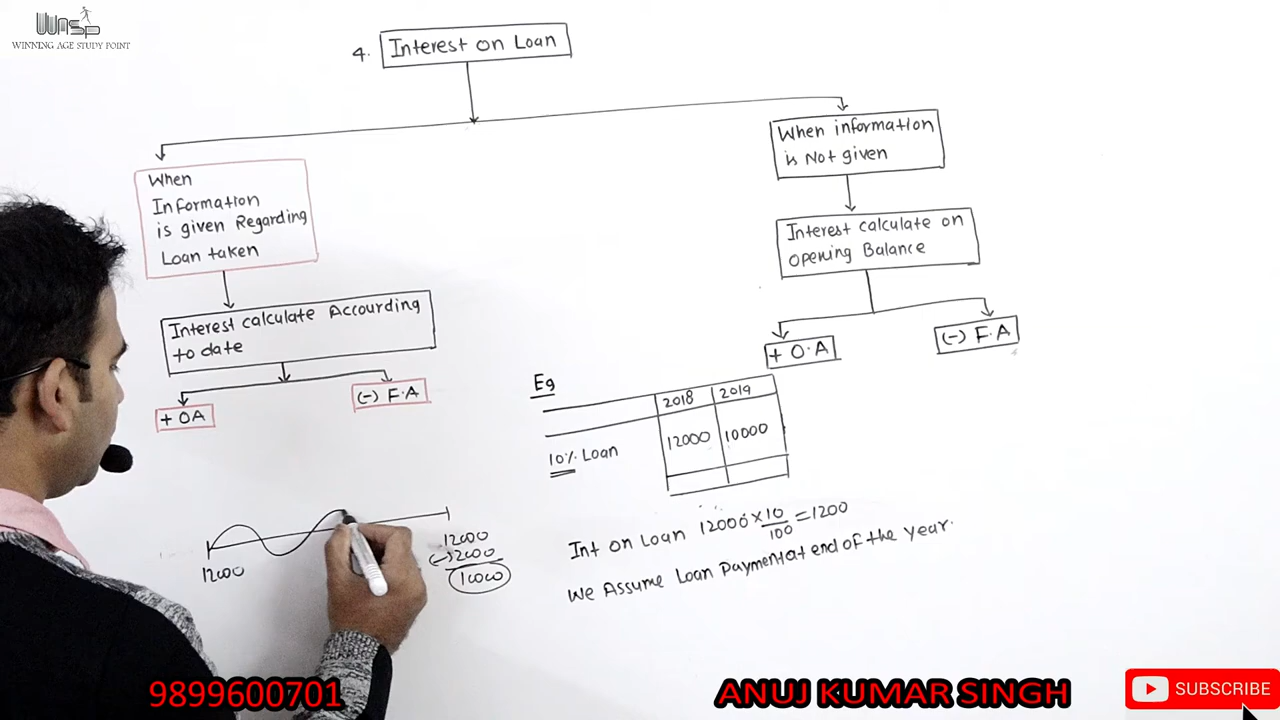 WASP
WINNING AGE STUDY POINT
4. Interest on Loan
When
Information
is given Regarding
Loan taken
Interest calculate Accourding
to date
+ OA
(-) F.A
When information
is Not given
Interest calculate on
opening Balance
+ O.A
(-) F.A
Eg
2018 2019
10% Loan 12000 10000
Int on Loan 12000 × 10/100 = 1200
We Assume Loan Payment at end of the year.
12000
12000
(-) 2000
10000
9899600701
ANUJ KUMAR SINGH
SUBSCRIBE